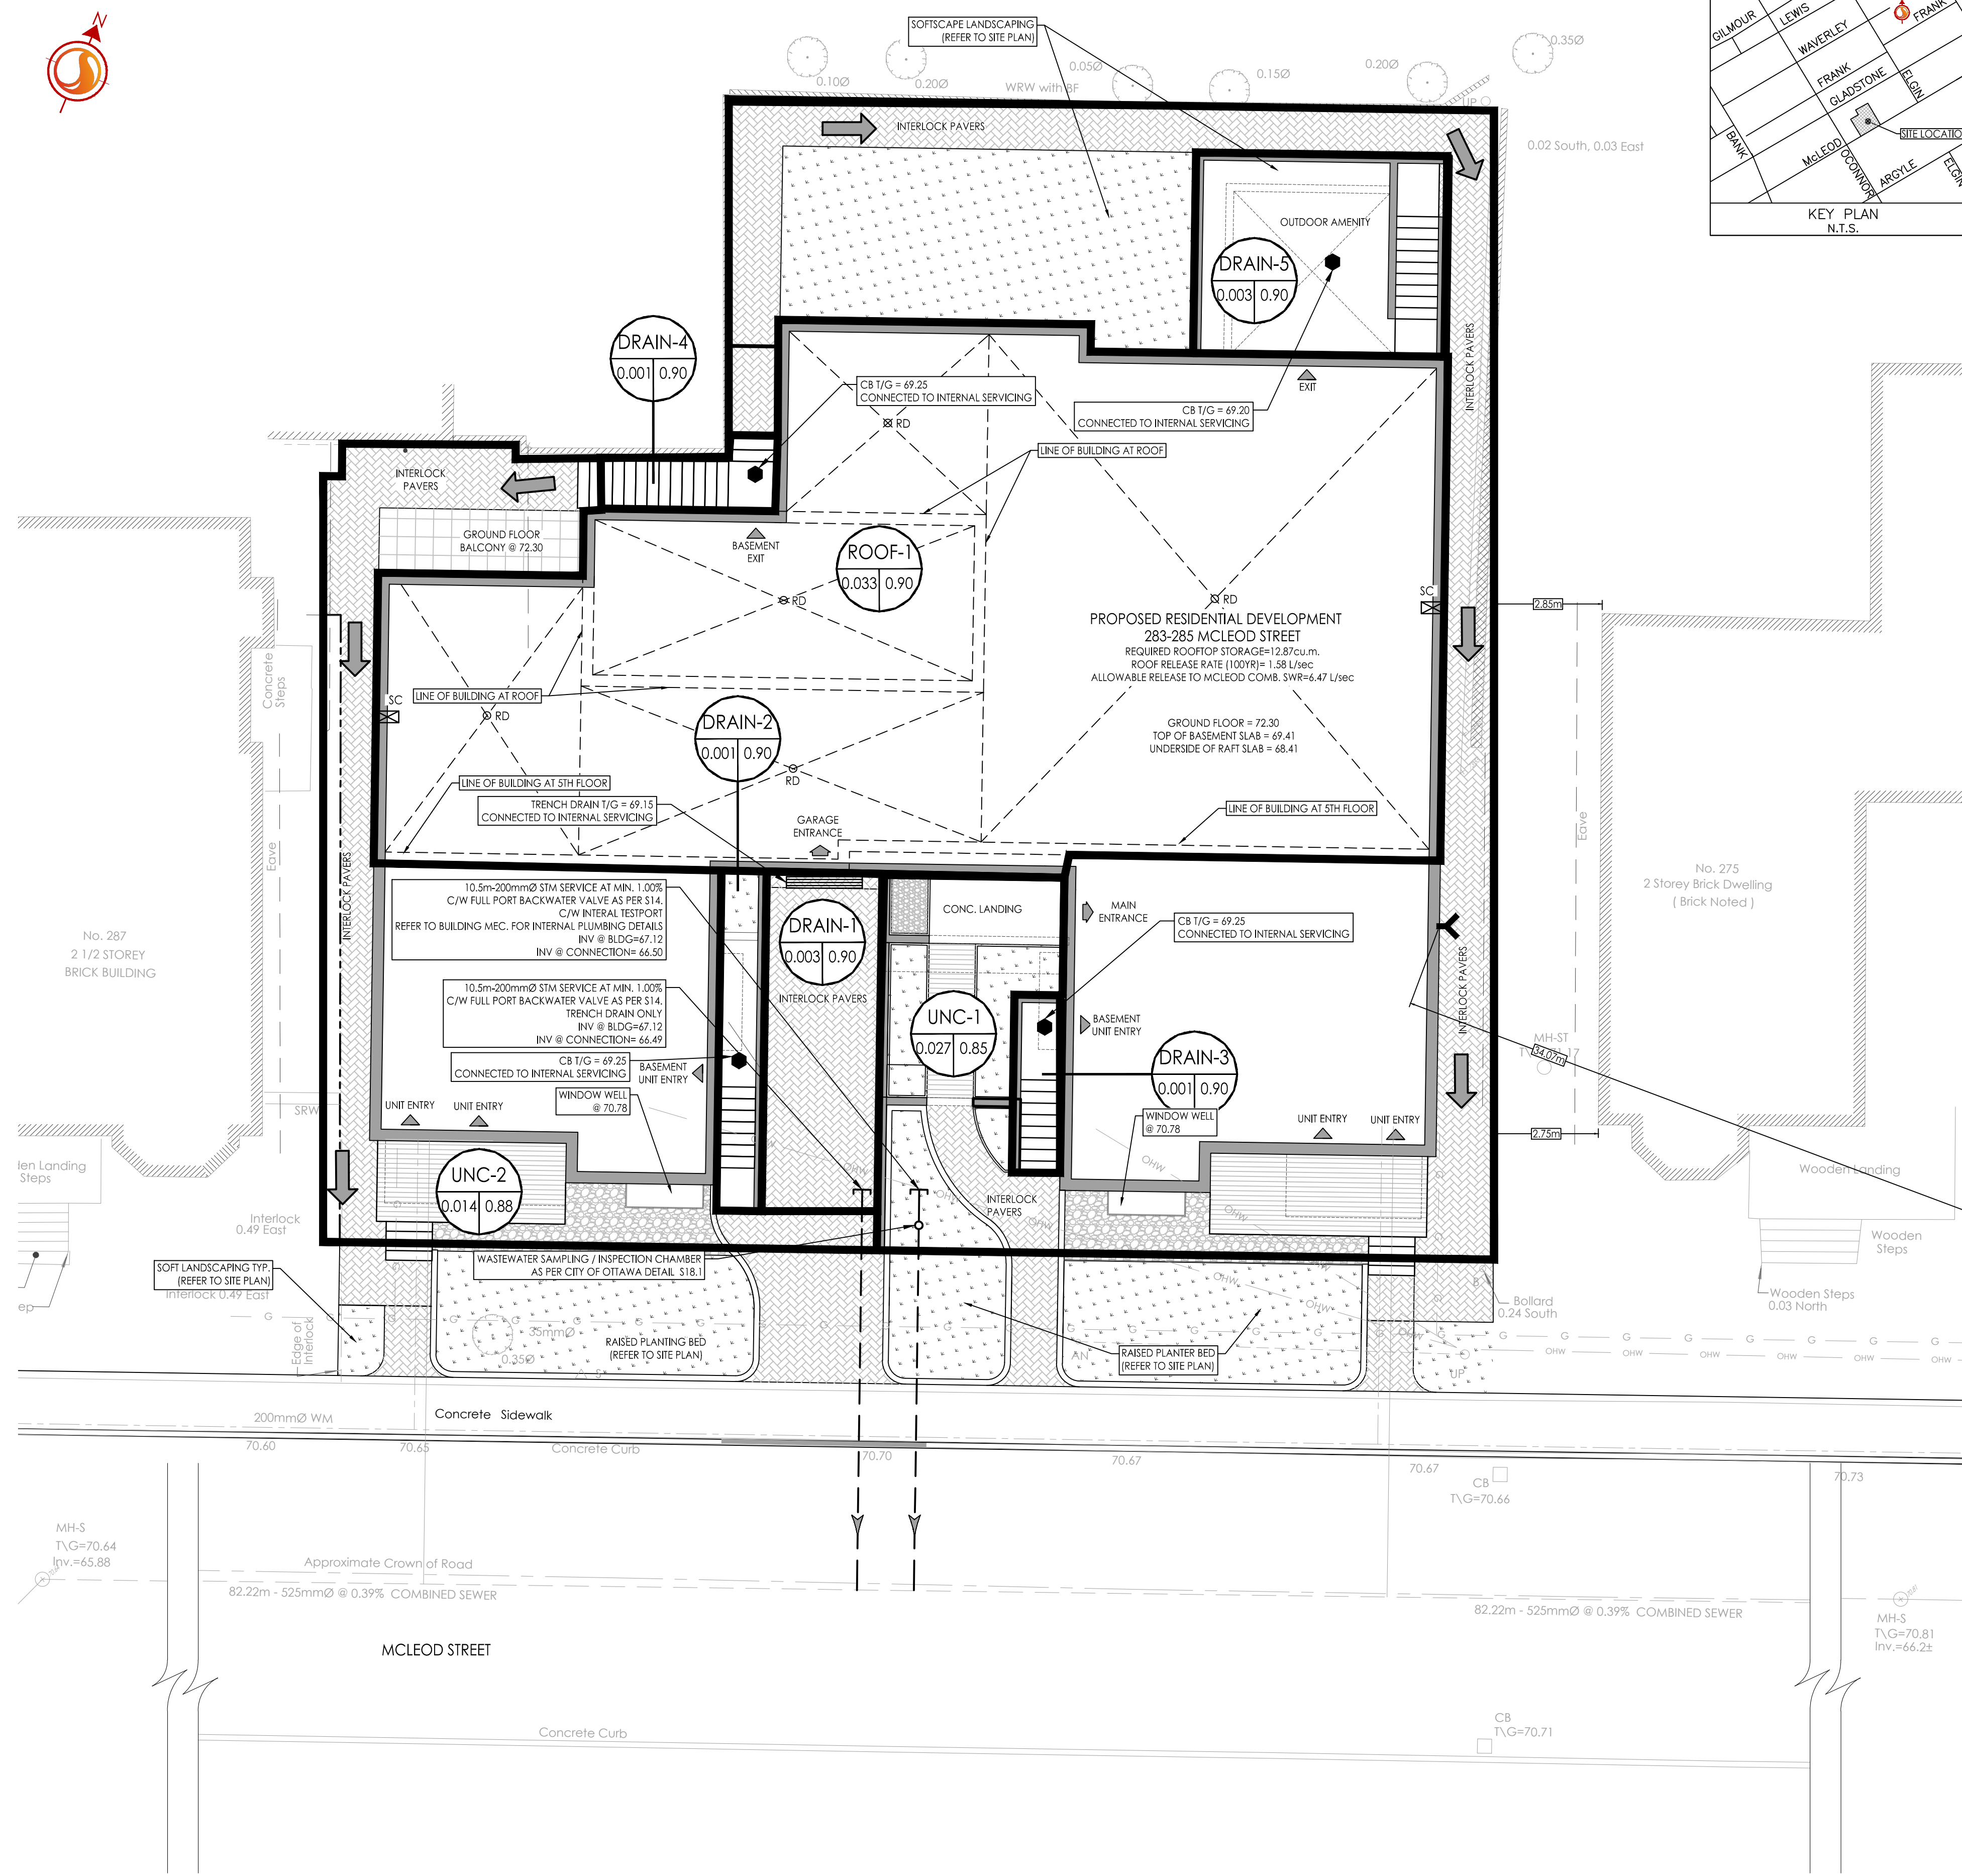 N
SOFTSCAPE LANDSCAPING
(REFER TO SITE PLAN)
0.10Ø
0.20Ø
WRW with BF
0.05Ø
0.15Ø
0.20Ø
0.35Ø
UP
0.02 South, 0.03 East
GILMOUR
LEWIS
WAVERLEY
FRANK
FRANK
GLADSTONE
ELGIN
BANK
McLEOD
OCONNOR
ARGYLE
ELGIN
KEY PLAN
N.T.S.
INTERLOCK PAVERS
OUTDOOR AMENITY
DRAIN-5
0.003 0.90
DRAIN-4
0.001 0.90
INTERLOCK PAVERS
CB T/G = 69.25
CONNECTED TO INTERNAL SERVICING
EXIT
CB T/G = 69.20
CONNECTED TO INTERNAL SERVICING
RD
LINE OF BUILDING AT ROOF
INTERLOCK
PAVERS
GROUND FLOOR
BALCONY @ 72.30
BASEMENT
EXIT
ROOF-1
0.033 0.90
RD
RD
SC
PROPOSED RESIDENTIAL DEVELOPMENT
283-285 MCLEOD STREET
REQUIRED ROOFTOP STORAGE=12.87cu.m.
ROOF RELEASE RATE (100YR)= 1.58 L/sec
ALLOWABLE RELEASE TO MCLEOD COMB. SWR=6.47 L/sec
2.85m
Concrete
Steps
SC
LINE OF BUILDING AT ROOF
RD
DRAIN-2
0.001 0.90
GROUND FLOOR = 72.30
TOP OF BASEMENT SLAB = 69.41
UNDERSIDE OF RAFT SLAB = 68.41
RD
LINE OF BUILDING AT 5TH FLOOR
TRENCH DRAIN T/G = 69.15
CONNECTED TO INTERNAL SERVICING
GARAGE
ENTRANCE
LINE OF BUILDING AT 5TH FLOOR
Eave
Eave
INTERLOCK PAVERS
No. 275
2 Storey Brick Dwelling
( Brick Noted )
10.5m-200mmØ STM SERVICE AT MIN. 1.00%
C/W FULL PORT BACKWATER VALVE AS PER S14.
C/W INTERAL TESTPORT
REFER TO BUILDING MEC. FOR INTERNAL PLUMBING DETAILS
INV @ BLDG=67.12
INV @ CONNECTION= 66.50
CONC. LANDING
MAIN
ENTRANCE
CB T/G = 69.25
CONNECTED TO INTERNAL SERVICING
DRAIN-1
0.003 0.90
No. 287
2 1/2 STOREY
BRICK BUILDING
INTERLOCK PAVERS
10.5m-200mmØ STM SERVICE AT MIN. 1.00%
C/W FULL PORT BACKWATER VALVE AS PER S14.
TRENCH DRAIN ONLY
INV @ BLDG=67.12
INV @ CONNECTION= 66.49
INTERLOCK PAVERS
UNC-1
0.027 0.85
BASEMENT
UNIT ENTRY
MH-ST
34.07m
DRAIN-3
0.001 0.90
CB T/G = 69.25
CONNECTED TO INTERNAL SERVICING
BASEMENT
UNIT ENTRY
WINDOW WELL
@ 70.78
SRW
UNIT ENTRY
UNIT ENTRY
WINDOW WELL
@ 70.78
UNIT ENTRY
UNIT ENTRY
2.75m
OHW
OHW
OHW
Steps
Wooden Landing
UNC-2
0.014 0.88
INTERLOCK
PAVERS
OHW
OHW
Interlock
0.49 East
Wooden
Steps
WASTEWATER SAMPLING / INSPECTION CHAMBER
AS PER CITY OF OTTAWA DETAIL S18.1
SOFT LANDSCAPING TYP.
(REFER TO SITE PLAN)
Interlock 0.49 East
OHW
OHW
B
Bollard
0.24 South
Wooden Steps
0.03 North
G G G G G G G G G G G G G G G G
Edge of
Interlock
35mmØ
0.35Ø
RAISED PLANTING BED
(REFER TO SITE PLAN)
AN
RAISED PLANTER BED
(REFER TO SITE PLAN)
OHW OHW OHW OHW OHW OHW
UP
200mmØ WM
Concrete Sidewalk
70.60
70.65
Concrete Curb
70.70
70.67
70.67
70.73
CB
T\G=70.66
MH-S
T\G=70.64
Inv.=65.88
Approximate Crown of Road
82.22m - 525mmØ @ 0.39% COMBINED SEWER
82.22m - 525mmØ @ 0.39% COMBINED SEWER
MH-S
T\G=70.81
Inv.=66.2±
MCLEOD STREET
Concrete Curb
CB
T\G=70.71